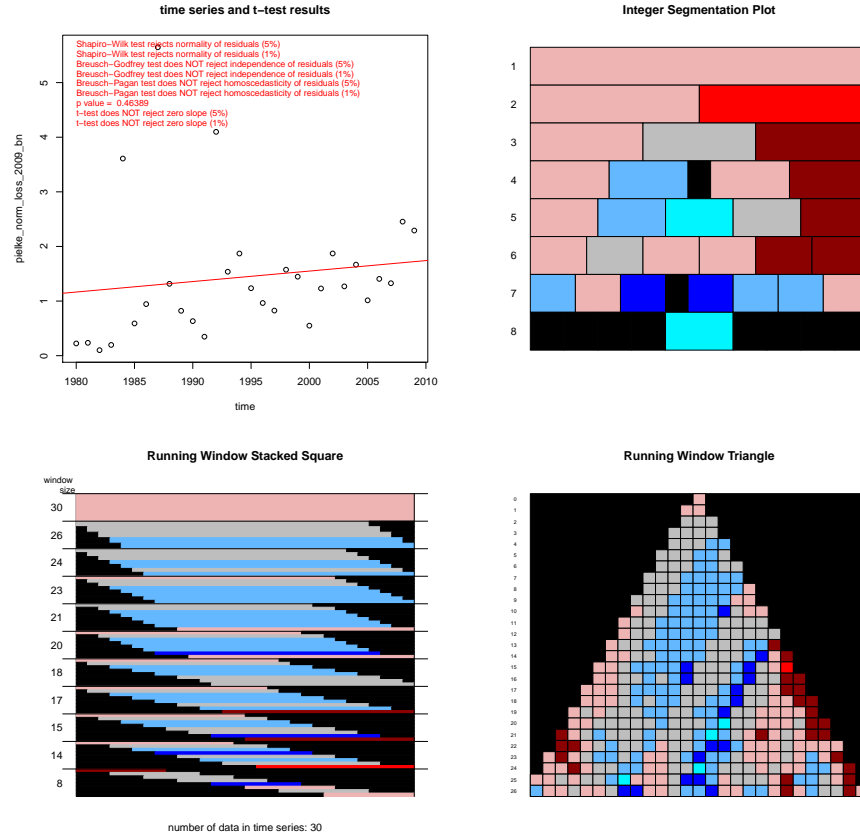 time series and t−test results
Shapiro−Wilk test rejects normality of residuals (5%)
Shapiro−Wilk test rejects normality of residuals (1%)
Breusch−Godfrey test does NOT reject independence of residuals (5%)
Breusch−Godfrey test does NOT reject independence of residuals (1%)
Breusch−Pagan test does NOT reject homoscedasticity of residuals (5%)
Breusch−Pagan test does NOT reject homoscedasticity of residuals (1%)
p value = 0.46389
t−test does NOT reject zero slope (5%)
t−test does NOT reject zero slope (1%)
pielke_norm_loss_2009_bn
5
4
3
2
1
0
1980 1985 1990 1995 2000 2005 2010
time
Integer Segmentation Plot
1
2
3
4
5
6
7
8
Running Window Stacked Square
window
size
30
26
24
23
21
20
18
17
15
14
8
number of data in time series: 30
Running Window Triangle
0
1
2
3
4
5
6
7
8
9
10
11
12
13
14
15
16
17
18
19
20
21
22
23
24
25
26